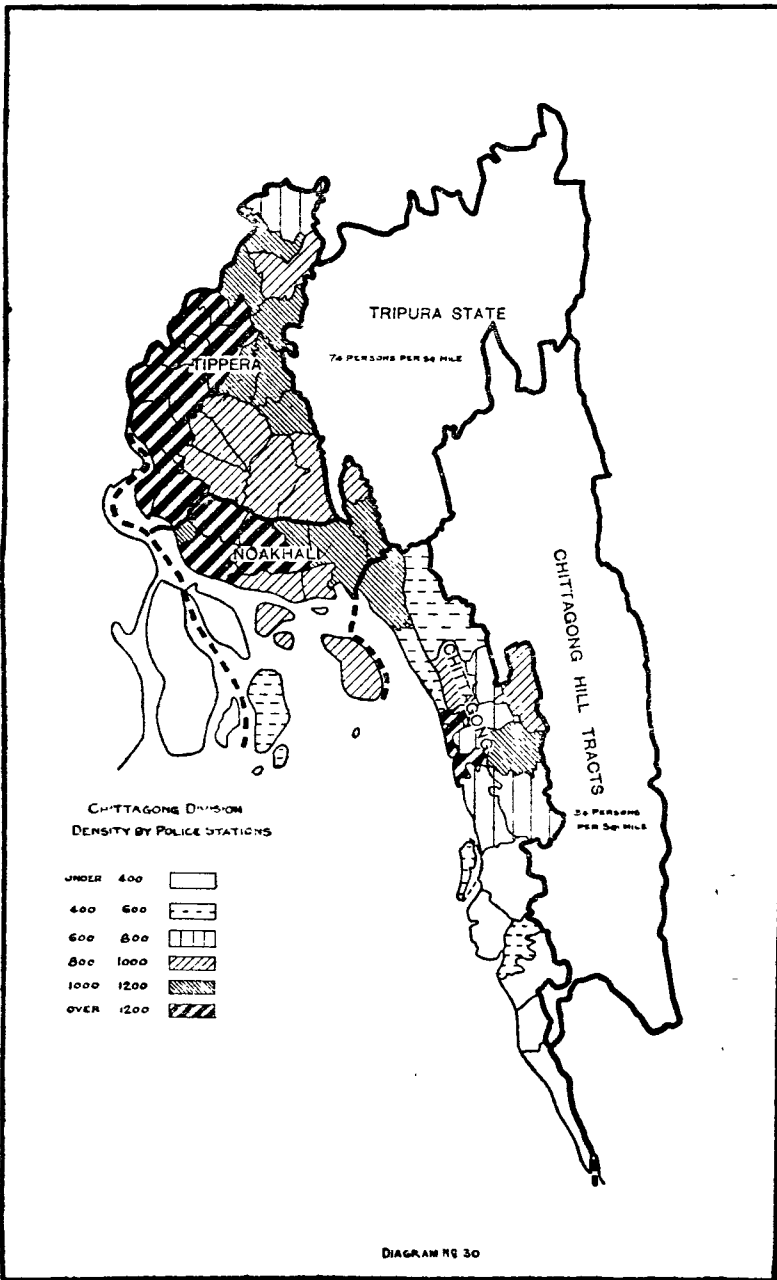 TRIPURA STATE
74 PERSONS PER SQ MILE
TIPPERA
NOAKHALI
CHITTAGONG
CHITTAGONG HILL TRACTS
PERSONS
PER SQ MILE
CHITTAGONG DIVISION
DENSITY BY POLICE STATIONS
UNDER 400
400 600
600 800
800 1000
1000 1200
OVER 1200
DIAGRAM NO 30